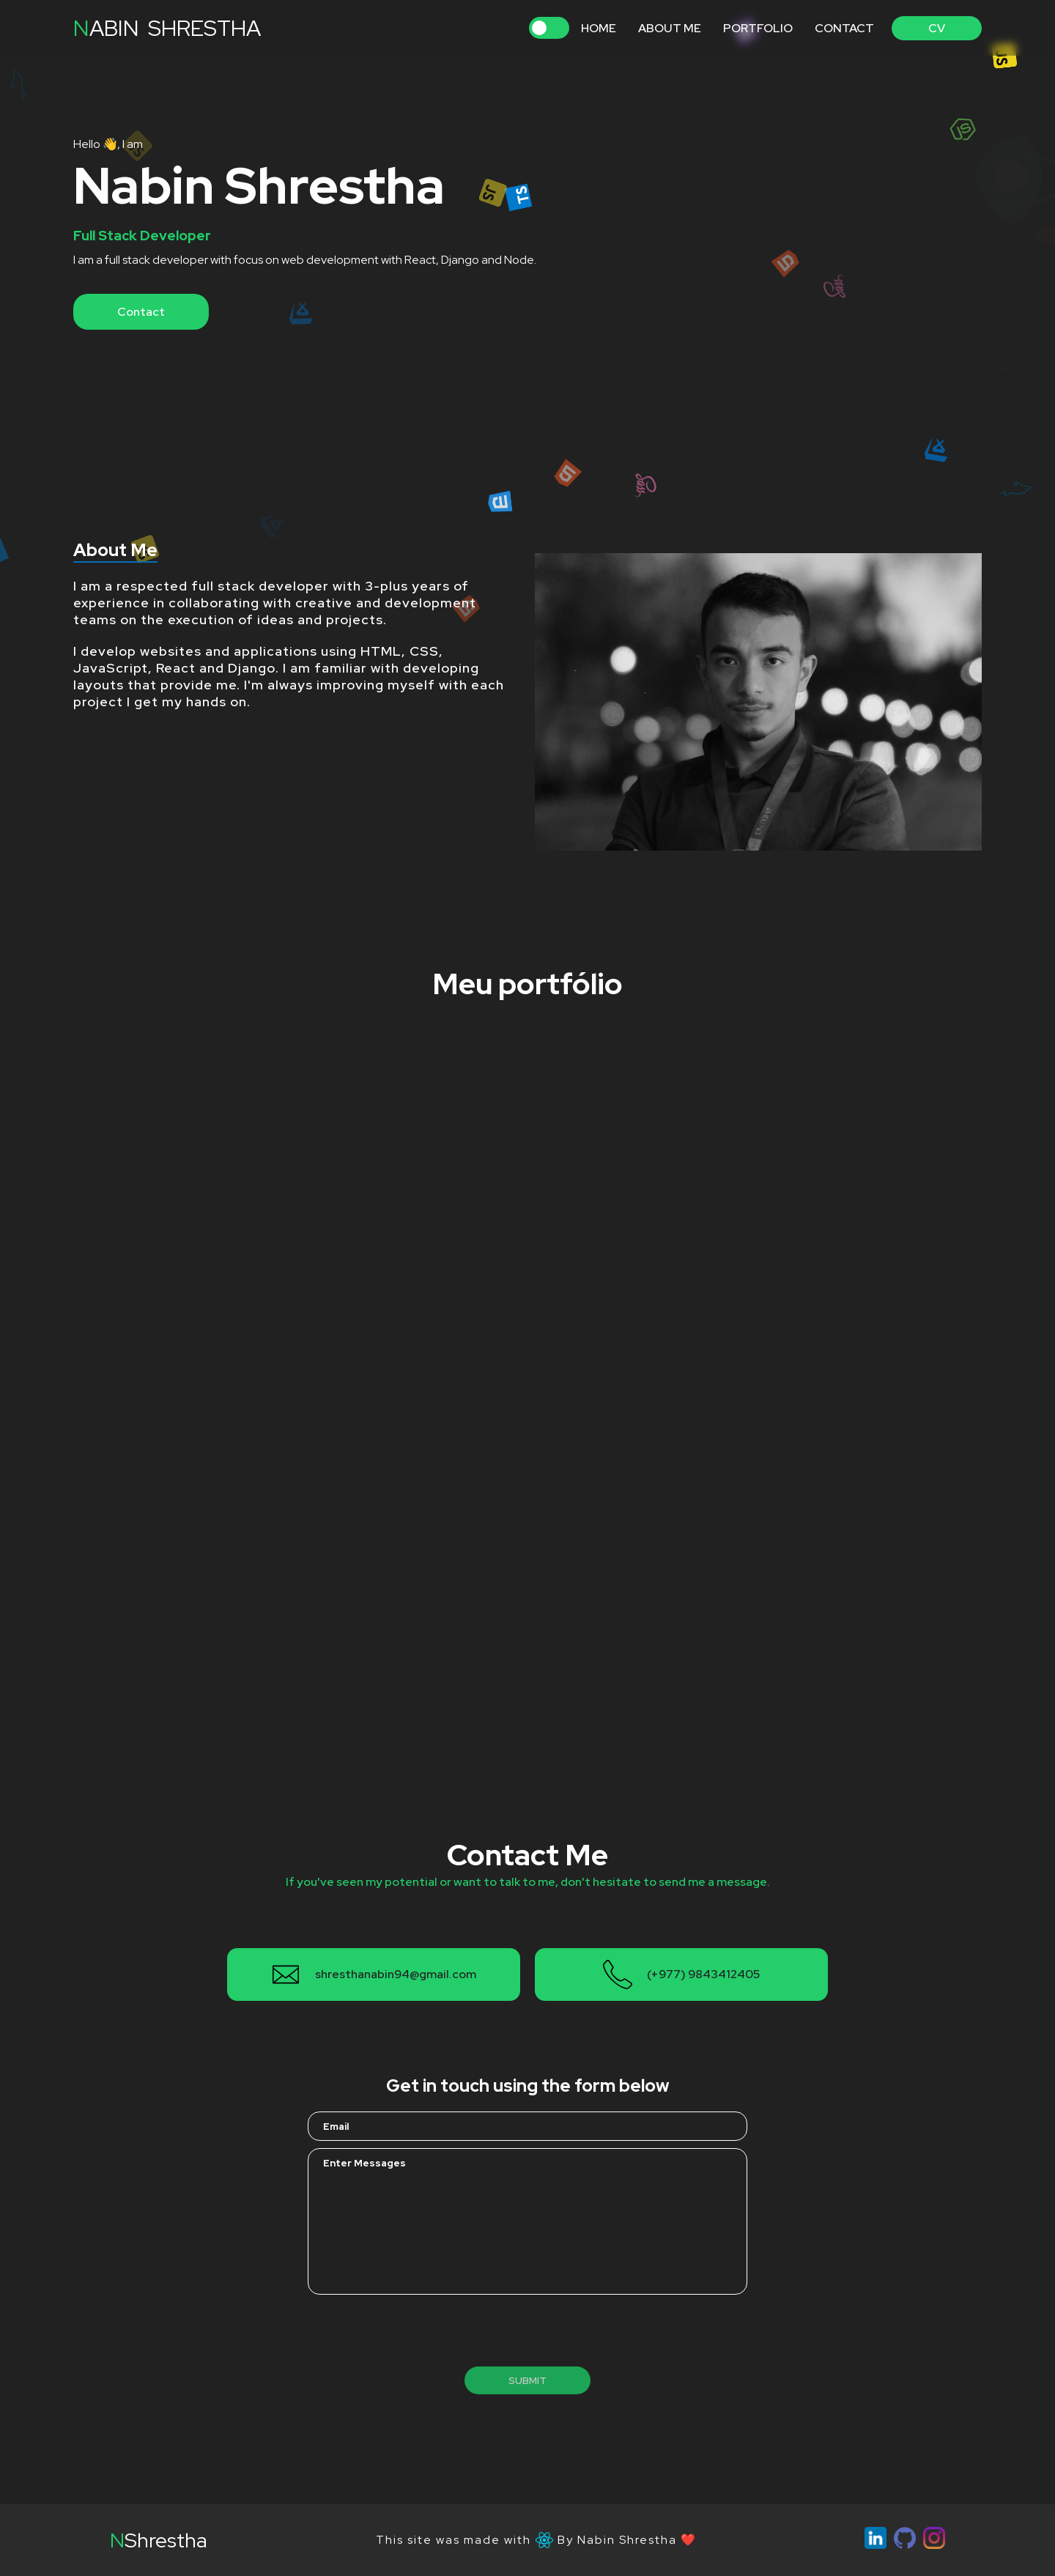 NABIN SHRESTHA
HOME ABOUT ME PORTFOLIO CONTACT CV
JS
Hello 👋, I am
Nabin Shrestha
JS
TS
Full Stack Developer
I am a full stack developer with focus on web development with React, Django and Node.
Contact
About Me
I am a respected full stack developer with 3-plus years of
experience in collaborating with creative and development
teams on the execution of ideas and projects.
I develop websites and applications using HTML, CSS,
JavaScript, React and Django. I am familiar with developing
layouts that provide me. I'm always improving myself with each
project I get my hands on.
Meu portfólio
Contact Me
If you've seen my potential or want to talk to me, don't hesitate to send me a message.
shresthanabin94@gmail.com
(+977) 9843412405
Get in touch using the form below
Email
Enter Messages
SUBMIT
NShrestha
This site was made with By Nabin Shrestha ❤️
in